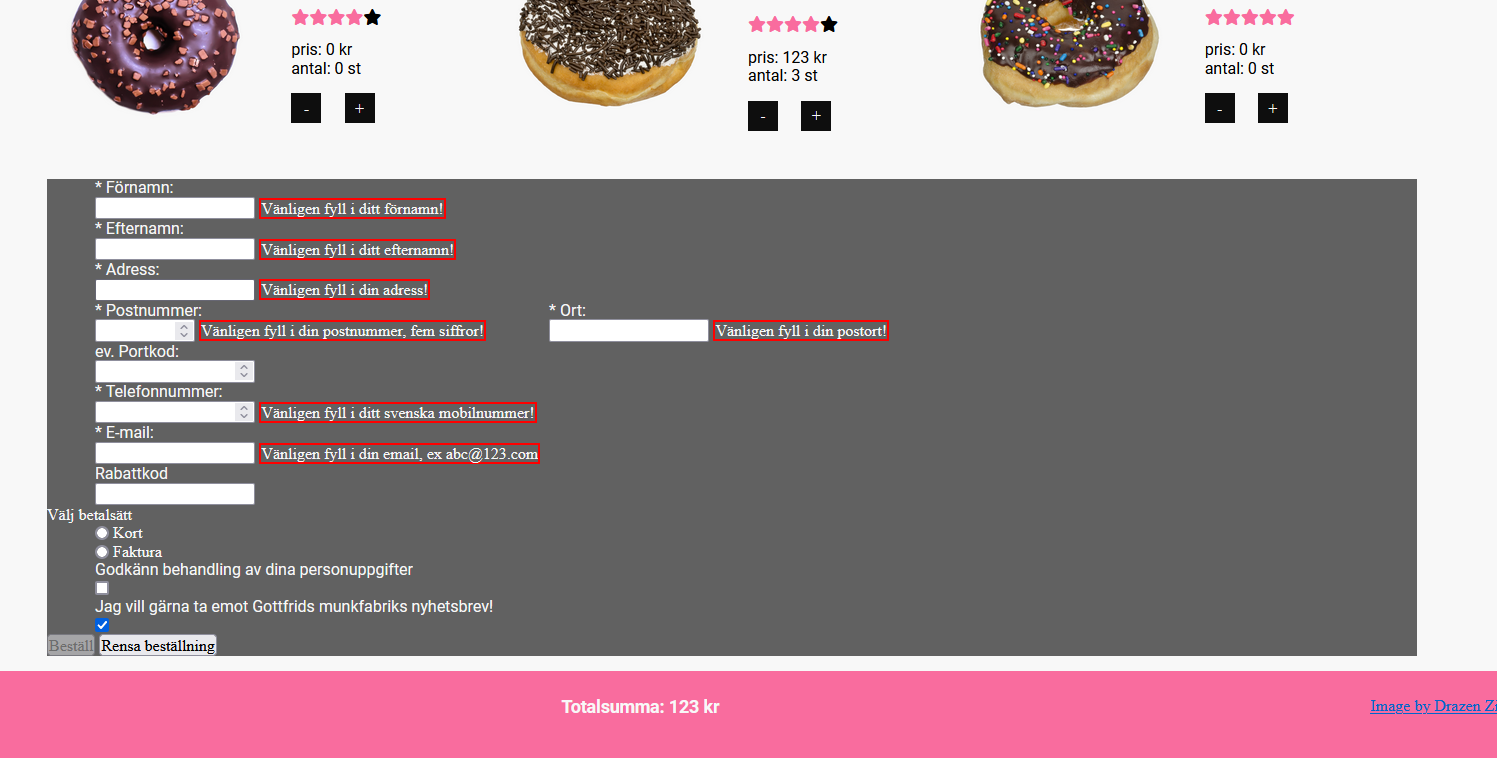 pris: 0 kr
antal: 0 st
- +
pris: 123 kr
antal: 3 st
- +
pris: 0 kr
antal: 0 st
- +
* Förnamn:
Vänligen fyll i ditt förnamn!
* Efternamn:
Vänligen fyll i ditt efternamn!
* Adress:
Vänligen fyll i din adress!
* Postnummer:
Vänligen fyll i din postnummer, fem siffror!
* Ort:
Vänligen fyll i din postort!
ev. Portkod:
* Telefonnummer:
Vänligen fyll i ditt svenska mobilnummer!
* E-mail:
Vänligen fyll i din email, ex abc@123.com
Rabattkod
Välj betalsätt
Kort
Faktura
Godkänn behandling av dina personuppgifter
Jag vill gärna ta emot Gottfrids munkfabriks nyhetsbrev!
Beställ Rensa beställning
Totalsumma: 123 kr
Image by Drazen